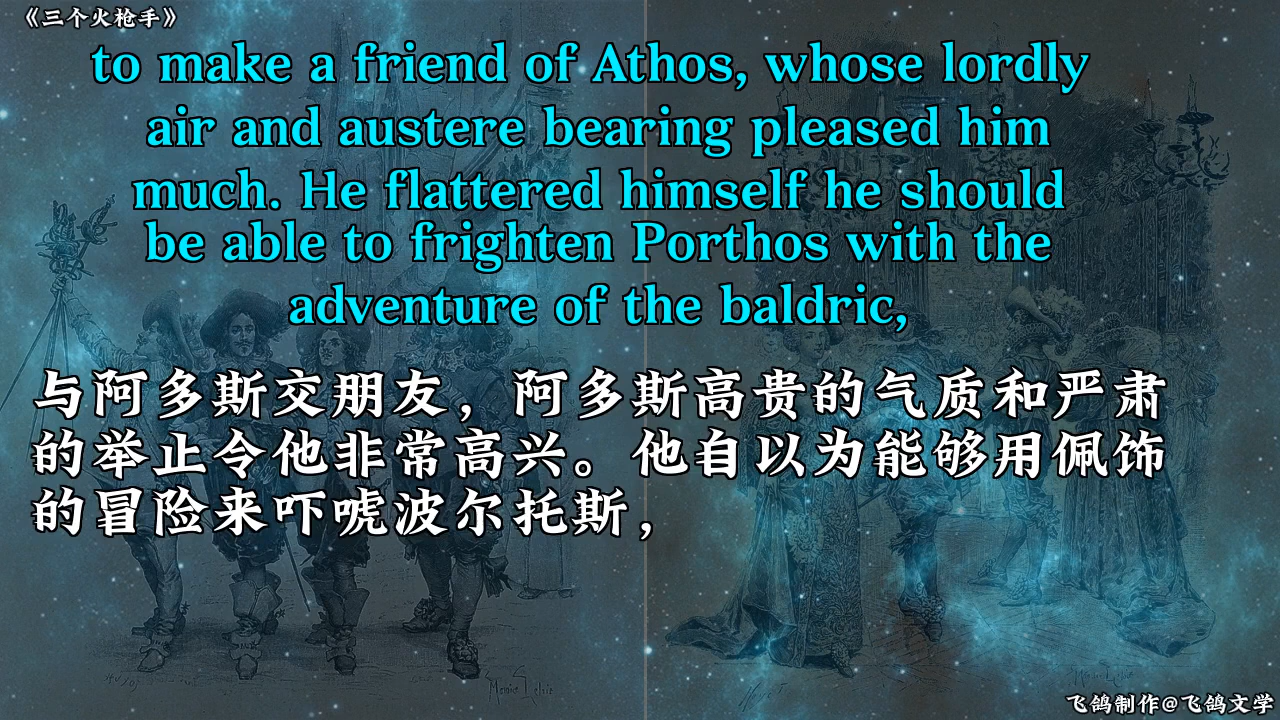 《三个火枪手》
to make a friend of Athos, whose lordly
air and austere bearing pleased him
much. He flattered himself he should
be able to frighten Porthos with the
adventure of the baldric,
与阿多斯交朋友，阿多斯高贵的气质和严肃
的举止令他非常高兴。他自以为能够用佩饰
的冒险来吓唬波尔托斯，
飞鸽制作@飞鸽文学